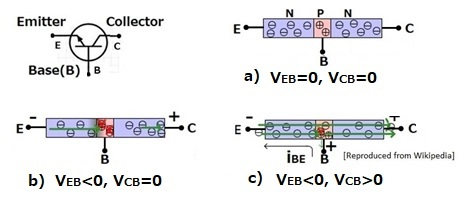 Emitter Collector
E C
Base(B) B
N P N
E C
B
a) VEB=0, VCB=0
- +
E C
B
b) VEB<0, VCB=0
- +
E C
iBE B +
[Reproduced from Wikipedia]
c) VEB<0, VCB>0